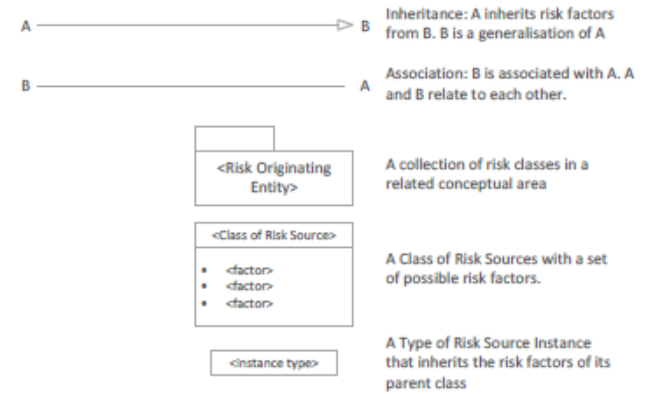 A B Inheritance: A inherits risk factors
from B. B is a generalisation of A
B A Association: B is associated with A. A
and B relate to each other.
<Risk Originating
Entity>
A collection of risk classes in a
related conceptual area
<Class of Risk Source>
• <factor>
• <factor>
• <factor>
A Class of Risk Sources with a set
of possible risk factors.
<instance type>
A Type of Risk Source Instance
that inherits the risk factors of its
parent class